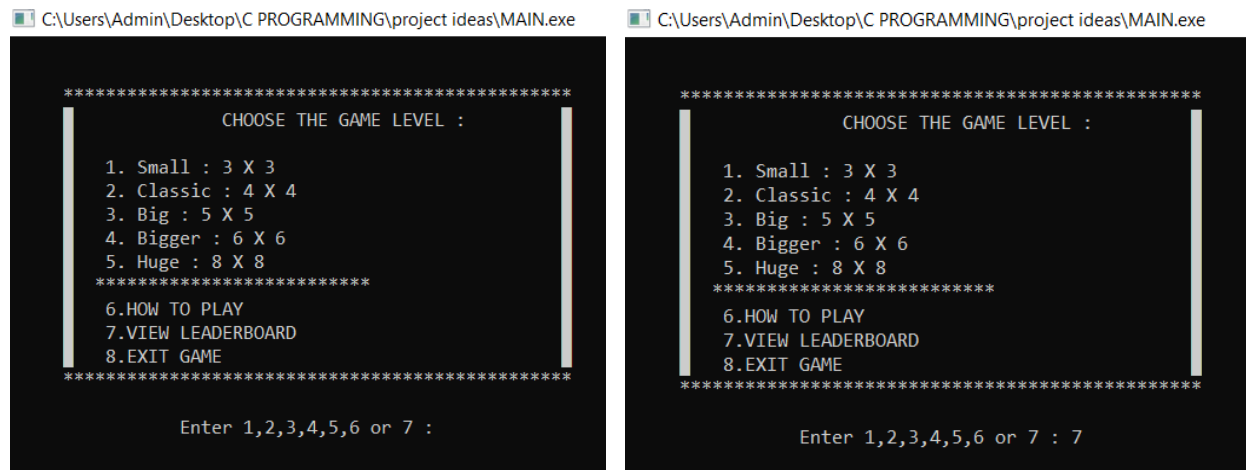 C:\Users\Admin\Desktop\C PROGRAMMING\project ideas\MAIN.exe
************************************************
CHOOSE THE GAME LEVEL :
1. Small : 3 X 3
2. Classic : 4 X 4
3. Big : 5 X 5
4. Bigger : 6 X 6
5. Huge : 8 X 8
**************************
6.HOW TO PLAY
7.VIEW LEADERBOARD
8.EXIT GAME
************************************************
Enter 1,2,3,4,5,6 or 7 :
C:\Users\Admin\Desktop\C PROGRAMMING\project ideas\MAIN.exe
************************************************
CHOOSE THE GAME LEVEL :
1. Small : 3 X 3
2. Classic : 4 X 4
3. Big : 5 X 5
4. Bigger : 6 X 6
5. Huge : 8 X 8
**************************
6.HOW TO PLAY
7.VIEW LEADERBOARD
8.EXIT GAME
************************************************
Enter 1,2,3,4,5,6 or 7 : 7